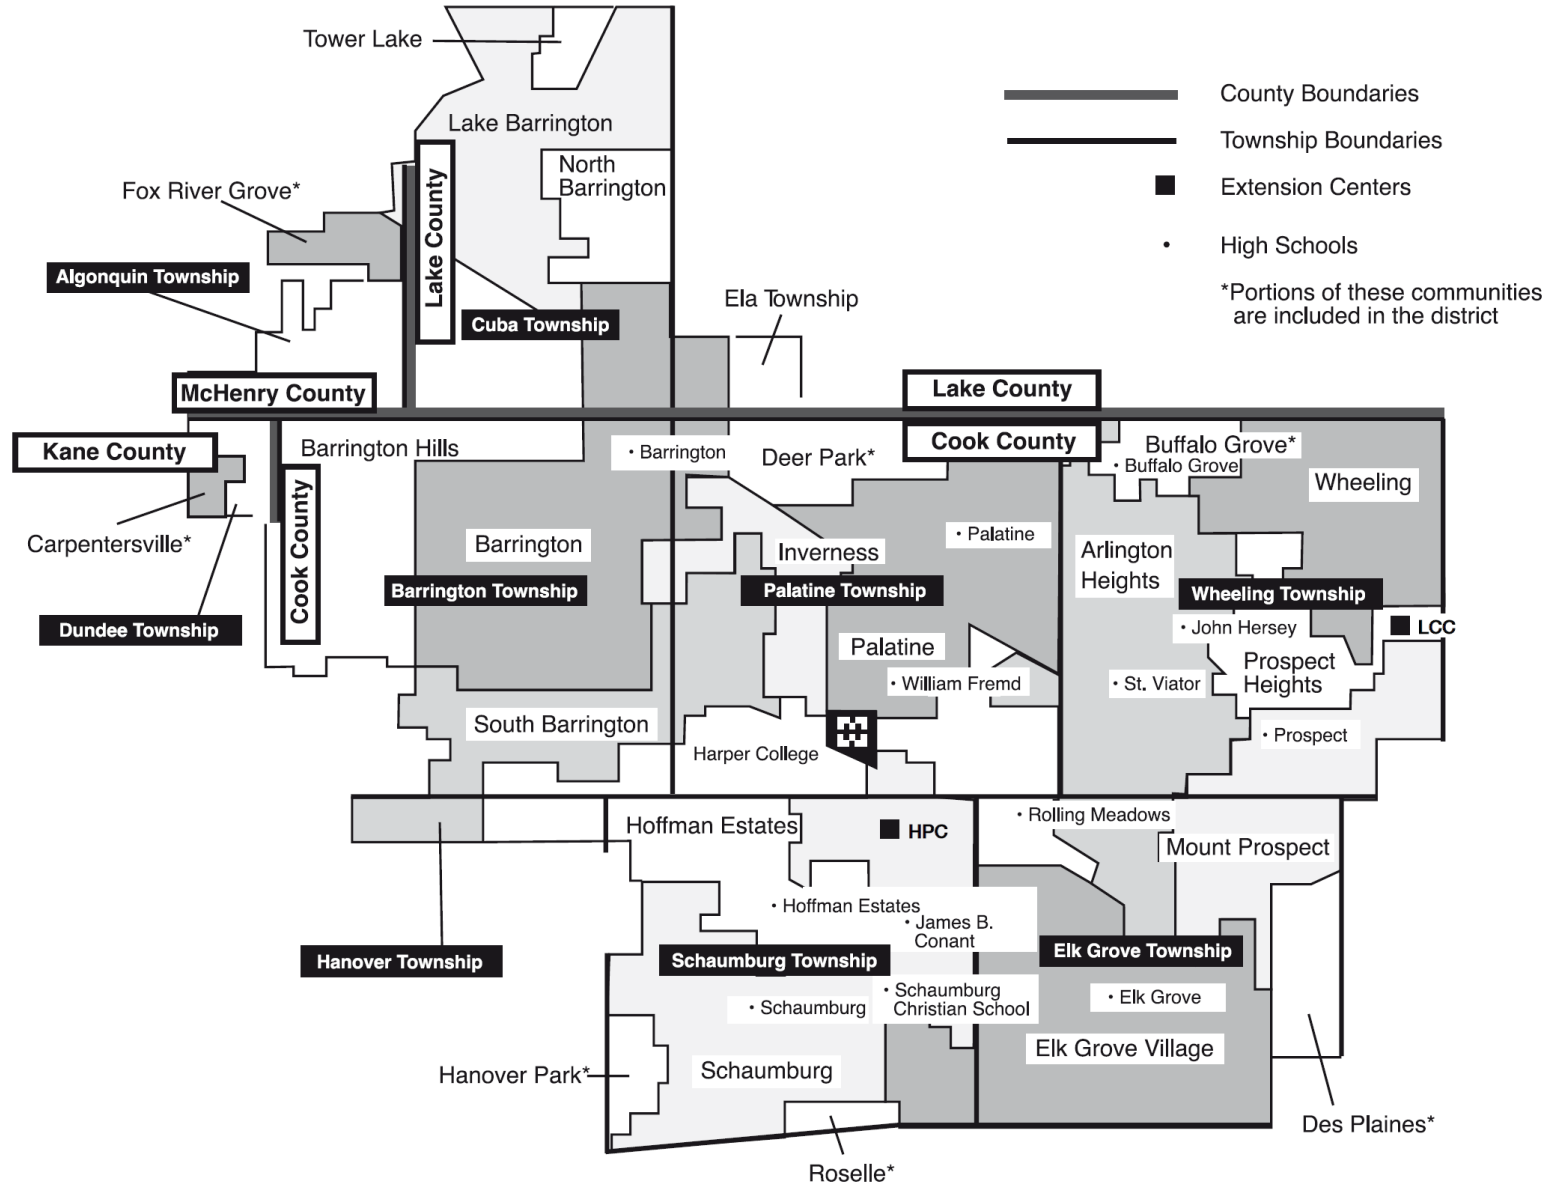 Tower Lake
County Boundaries
Lake Barrington
Township Boundaries
North
Barrington
Extension Centers
Fox River Grove*
Lake County
High Schools
Algonquin Township
*Portions of these communities
are included in the district
Ela Township
Cuba Township
McHenry County
Lake County
Kane County
Barrington Hills
• Barrington
Deer Park*
Cook County
Buffalo Grove*
• Buffalo Grove
Wheeling
Carpentersville*
Cook County
Barrington
Inverness
• Palatine
Arlington
Heights
Barrington Township
Palatine Township
Wheeling Township
Dundee Township
• John Hersey
LCC
Palatine
Prospect
Heights
• William Fremd
• St. Viator
South Barrington
Harper College
• Prospect
Hoffman Estates
HPC
• Rolling Meadows
Mount Prospect
• Hoffman Estates
• James B.
Conant
Hanover Township
Schaumburg Township
Elk Grove Township
• Schaumburg
• Schaumburg
Christian School
• Elk Grove
Elk Grove Village
Hanover Park*
Schaumburg
Des Plaines*
Roselle*